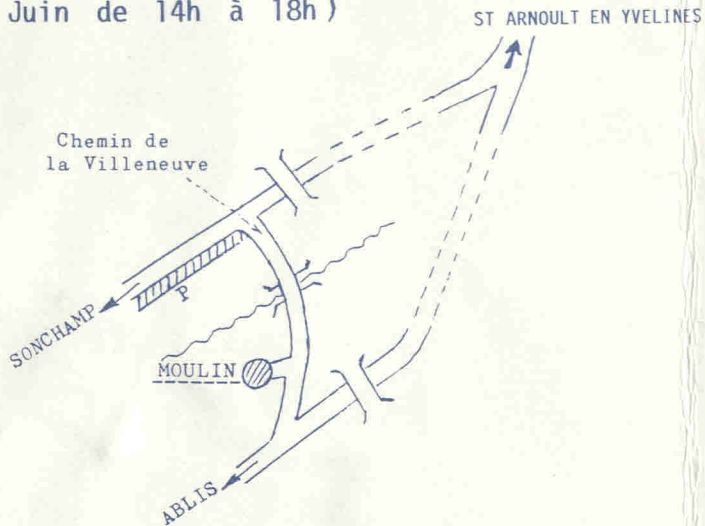 Juin de 14h à 18h)
ST ARNOULT EN YVELINES
Chemin de
la Villeneuve
P
SONCHAMP
MOULIN
ABLIS